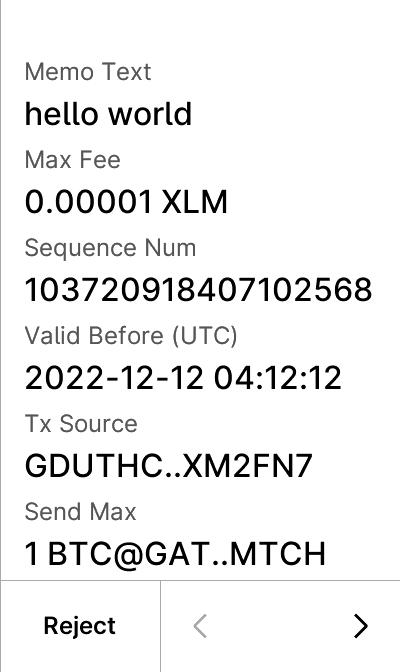 Memo Text
hello world
Max Fee
0.00001 XLM
Sequence Num
103720918407102568
Valid Before (UTC)
2022-12-12 04:12:12
Tx Source
GDUTHC..XM2FN7
Send Max
1 BTC@GAT..MTCH
Reject